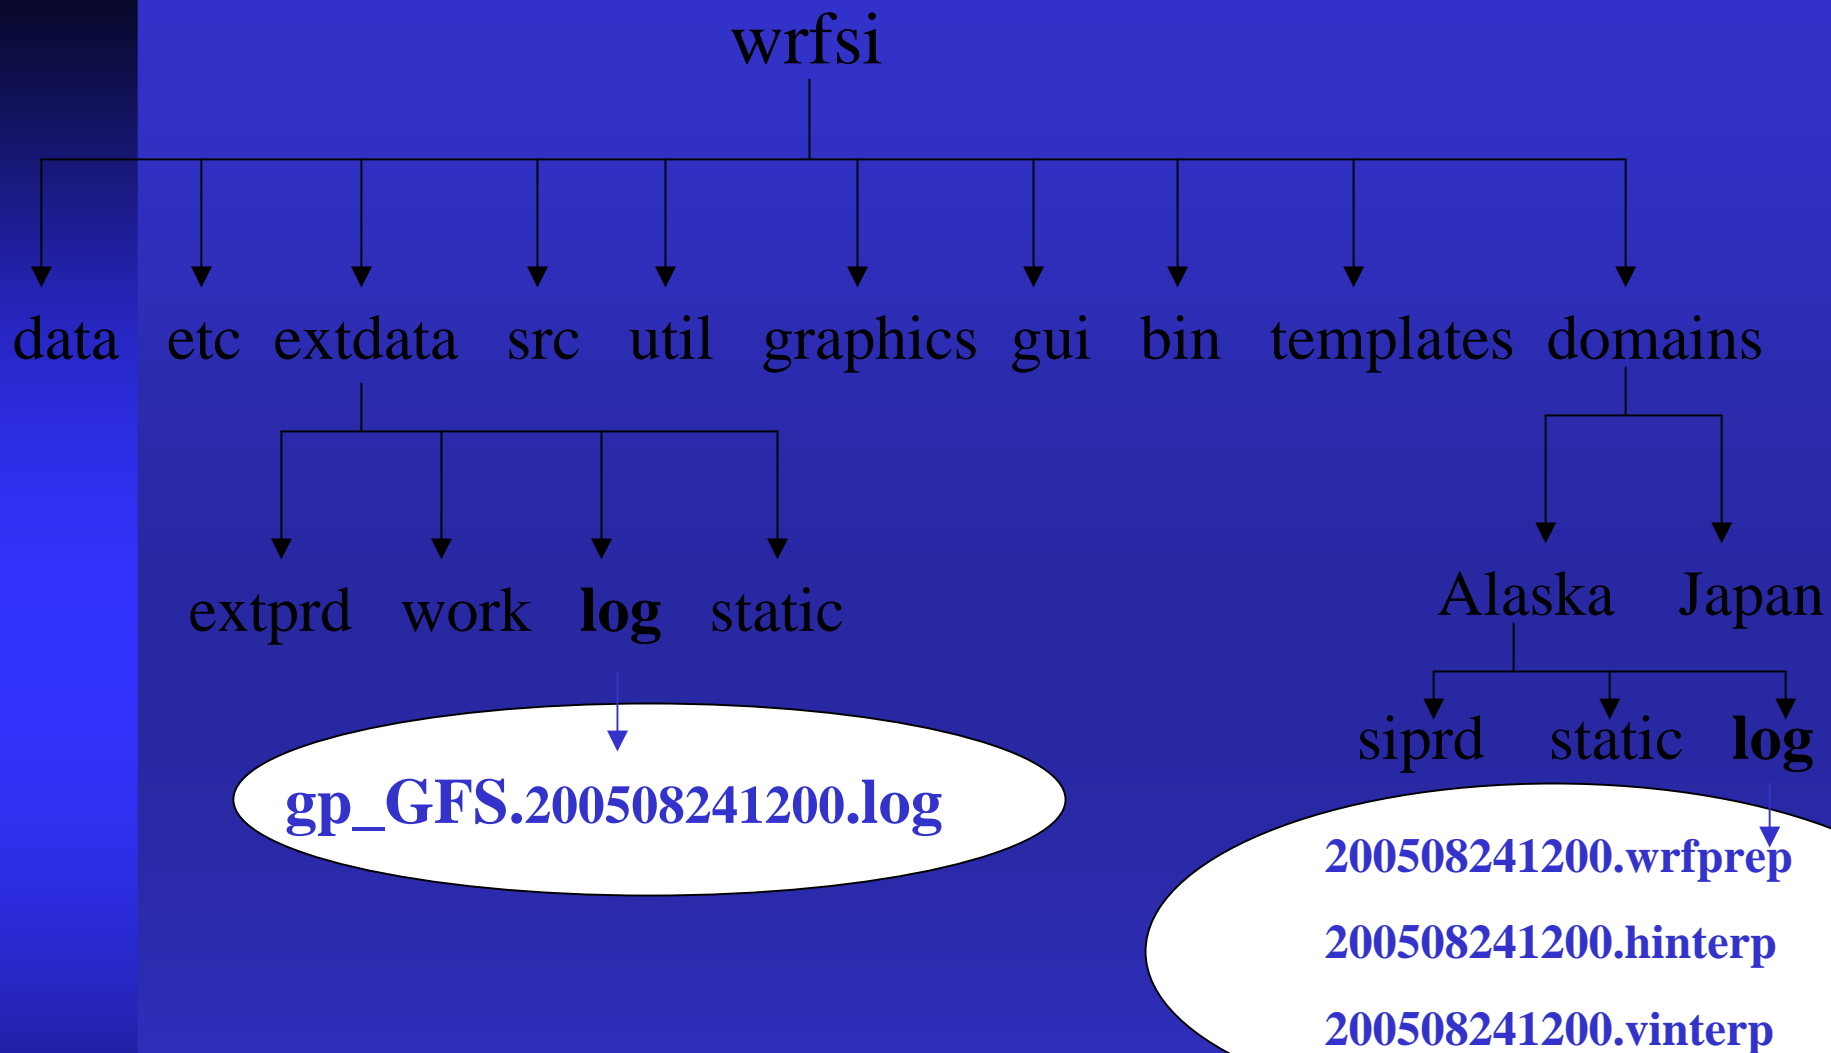 wrfsi
data etc extdata src util graphics gui bin templates domains
extprd work log static
Alaska Japan
siprd static log
gp_GFS.200508241200.log
200508241200.wrfprep
200508241200.hinterp
200508241200.vinterp